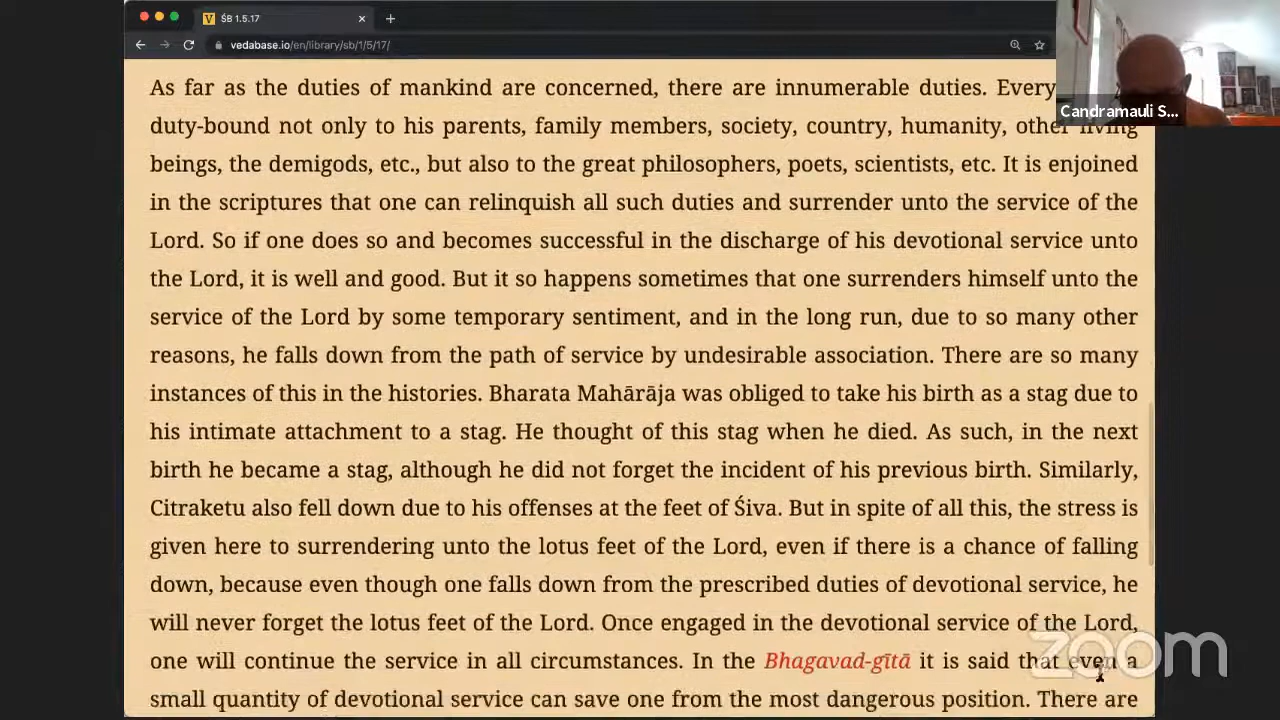 ŚB 1.5.17
vedabase.io/en/library/sb/1/5/17/
Candramauli S...
As far as the duties of mankind are concerned, there are innumerable duties. Every
duty-bound not only to his parents, family members, society, country, humanity, other living
beings, the demigods, etc., but also to the great philosophers, poets, scientists, etc. It is enjoined
in the scriptures that one can relinquish all such duties and surrender unto the service of the
Lord. So if one does so and becomes successful in the discharge of his devotional service unto
the Lord, it is well and good. But it so happens sometimes that one surrenders himself unto the
service of the Lord by some temporary sentiment, and in the long run, due to so many other
reasons, he falls down from the path of service by undesirable association. There are so many
instances of this in the histories. Bharata Mahārāja was obliged to take his birth as a stag due to
his intimate attachment to a stag. He thought of this stag when he died. As such, in the next
birth he became a stag, although he did not forget the incident of his previous birth. Similarly,
Citraketu also fell down due to his offenses at the feet of Śiva. But in spite of all this, the stress is
given here to surrendering unto the lotus feet of the Lord, even if there is a chance of falling
down, because even though one falls down from the prescribed duties of devotional service, he
will never forget the lotus feet of the Lord. Once engaged in the devotional service of the Lord,
one will continue the service in all circumstances. In the Bhagavad-gītā it is said that even a
small quantity of devotional service can save one from the most dangerous position. There are
zoom